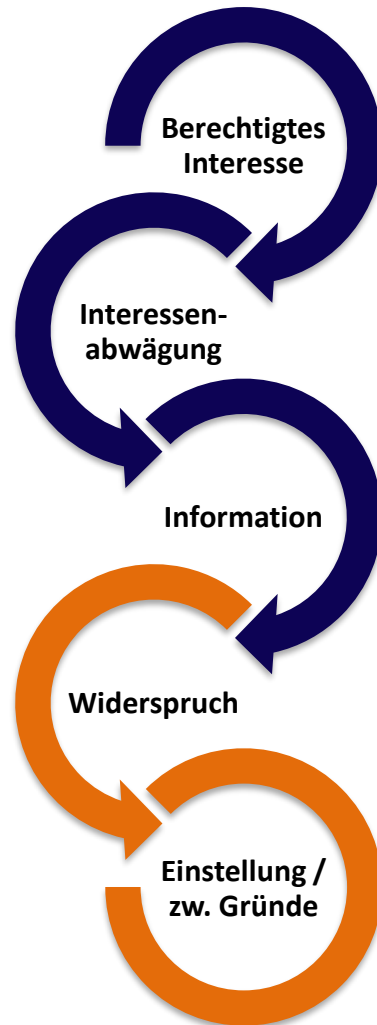 Berechtigtes
Interesse
Interessen-
abwägung
Information
Widerspruch
Einstellung /
zw. Gründe